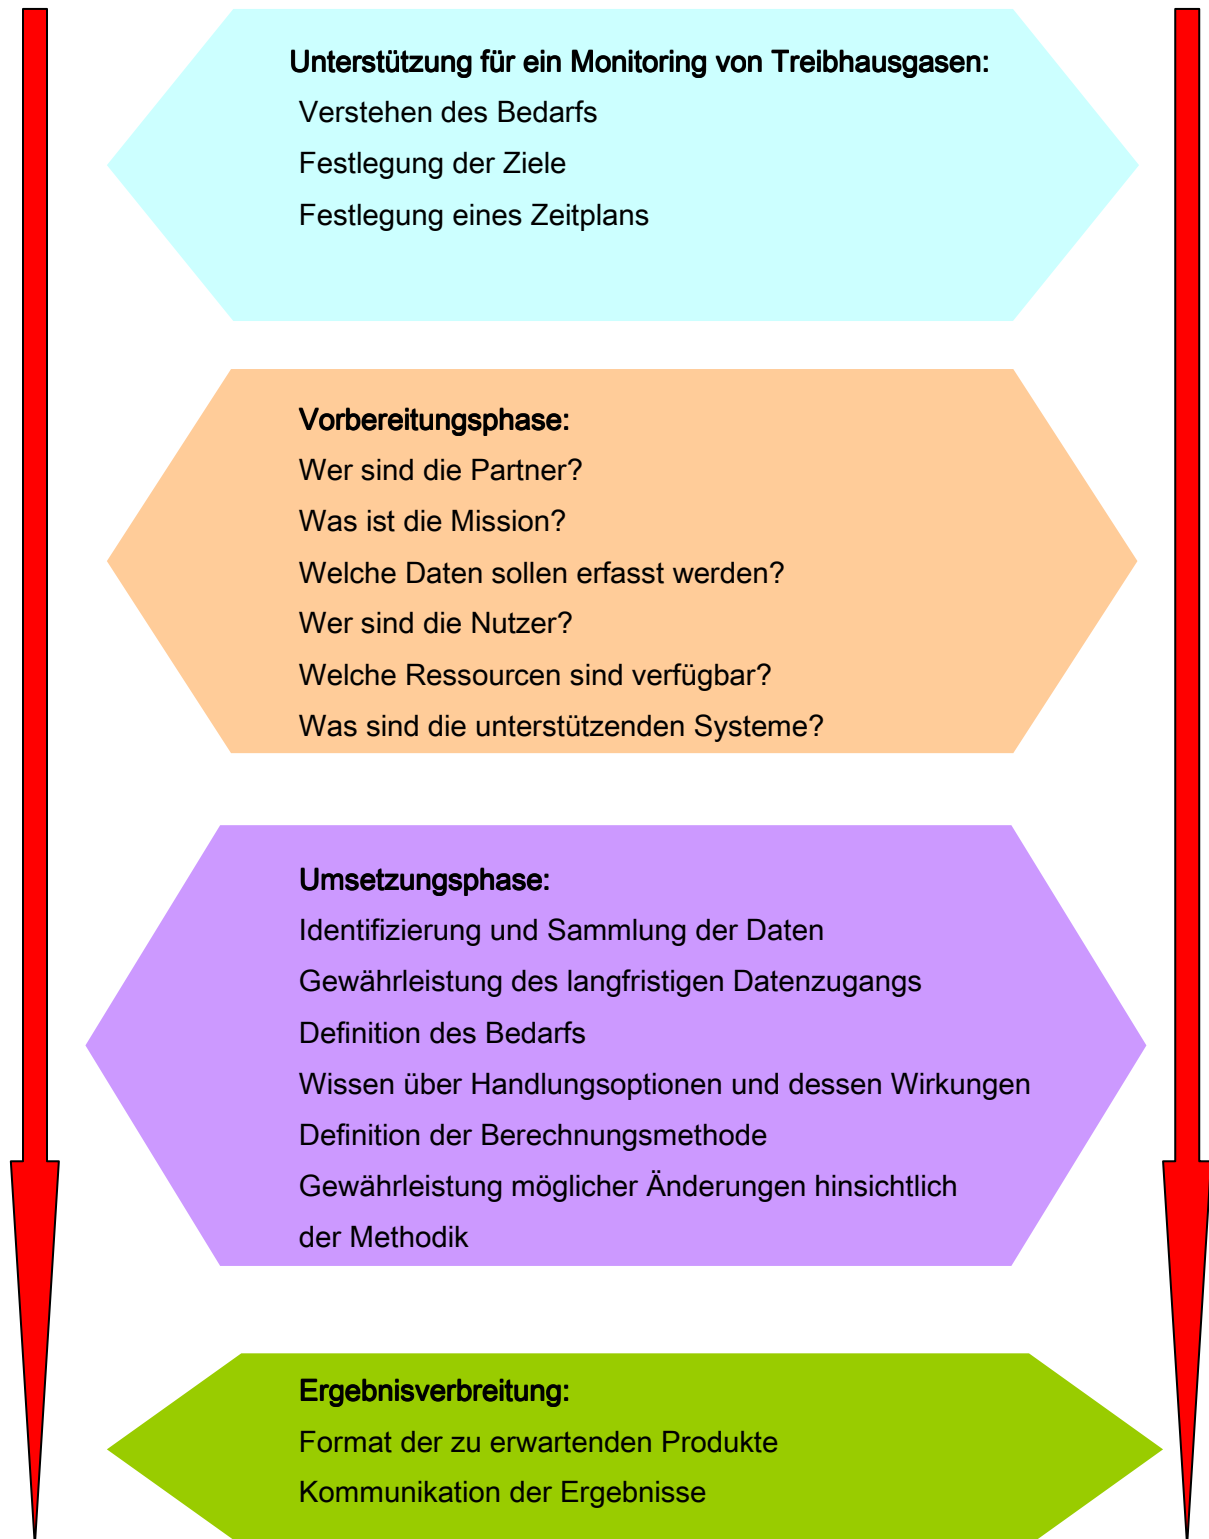 Unterstützung für ein Monitoring von Treibhausgasen:
Verstehen des Bedarfs
Festlegung der Ziele
Festlegung eines Zeitplans
Vorbereitungsphase:
Wer sind die Partner?
Was ist die Mission?
Welche Daten sollen erfasst werden?
Wer sind die Nutzer?
Welche Ressourcen sind verfügbar?
Was sind die unterstützenden Systeme?
Umsetzungsphase:
Identifizierung und Sammlung der Daten
Gewährleistung des langfristigen Datenzugangs
Definition des Bedarfs
Wissen über Handlungsoptionen und dessen Wirkungen
Definition der Berechnungsmethode
Gewährleistung möglicher Änderungen hinsichtlich
der Methodik
Ergebnisverbreitung:
Format der zu erwartenden Produkte
Kommunikation der Ergebnisse